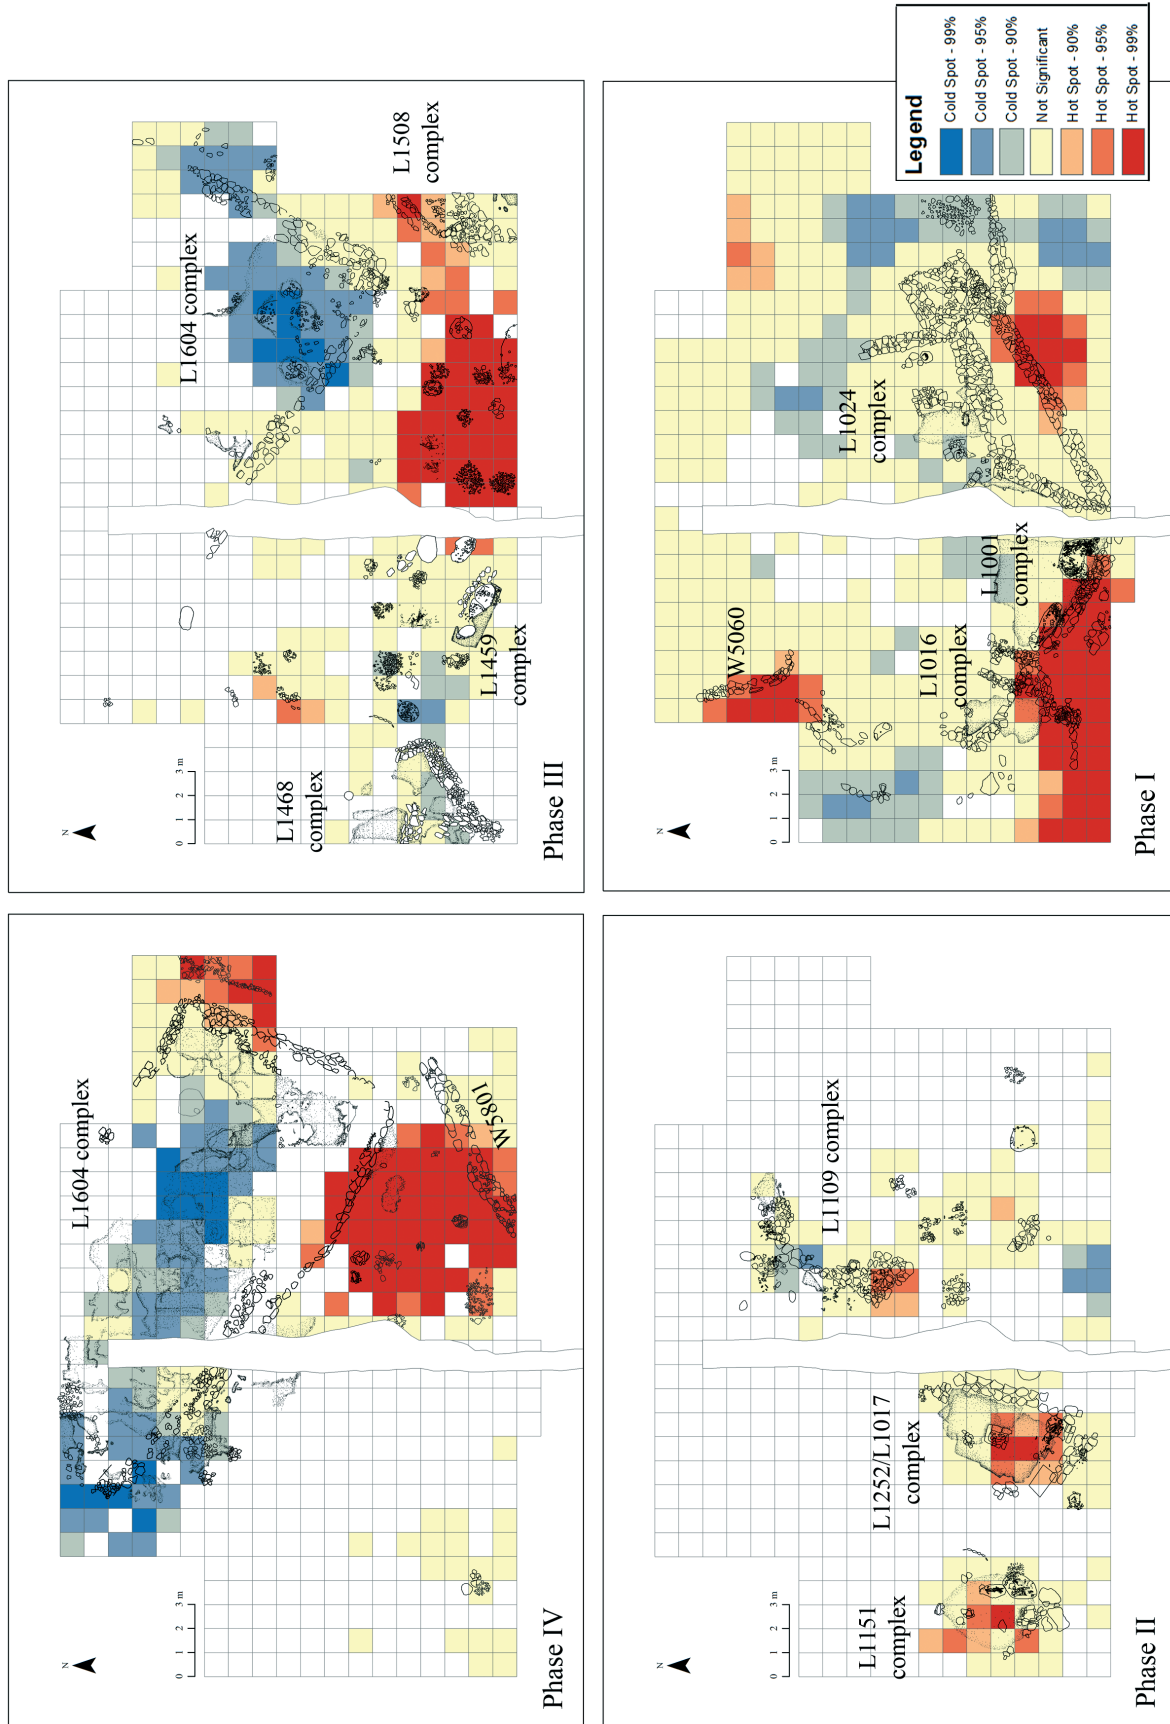 N
0 1 2 3 m
L1604 complex
W5801
Phase IV
N
0 1 2 3 m
L1604 complex
L1508
complex
L1468
complex
L1459
complex
Phase III
N
0 1 2 3 m
L1109 complex
L1252/L1017
complex
L1151
complex
Phase II
N
0 1 2 3 m
W5060
L1024
complex
L1016
complex
L1001
complex
Phase I
Legend
Cold Spot - 99%
Cold Spot - 95%
Cold Spot - 90%
Not Significant
Hot Spot - 90%
Hot Spot - 95%
Hot Spot - 99%